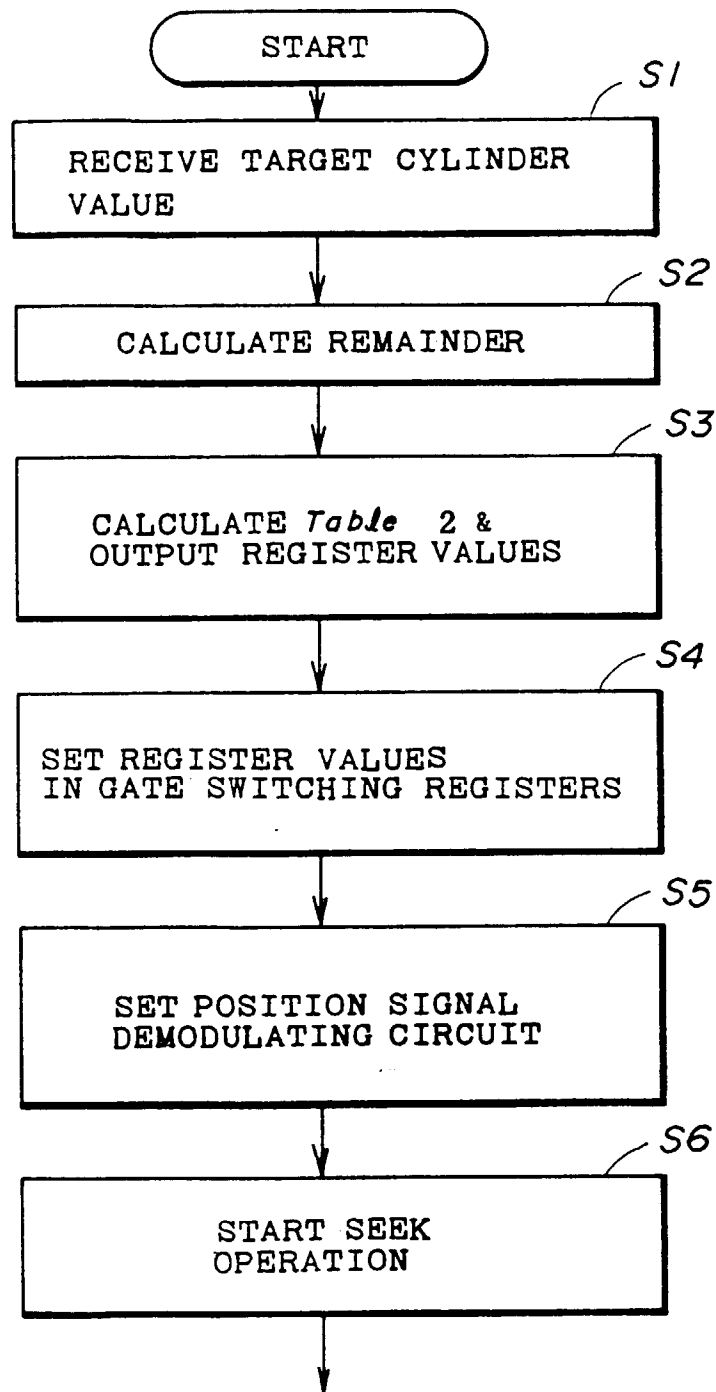 START
S1
RECEIVE TARGET CYLINDER
VALUE
S2
CALCULATE REMAINDER
S3
CALCULATE Table 2 &
OUTPUT REGISTER VALUES
S4
SET REGISTER VALUES
IN GATE SWITCHING REGISTERS
S5
SET POSITION SIGNAL
DEMODULATING CIRCUIT
S6
START SEEK
OPERATION